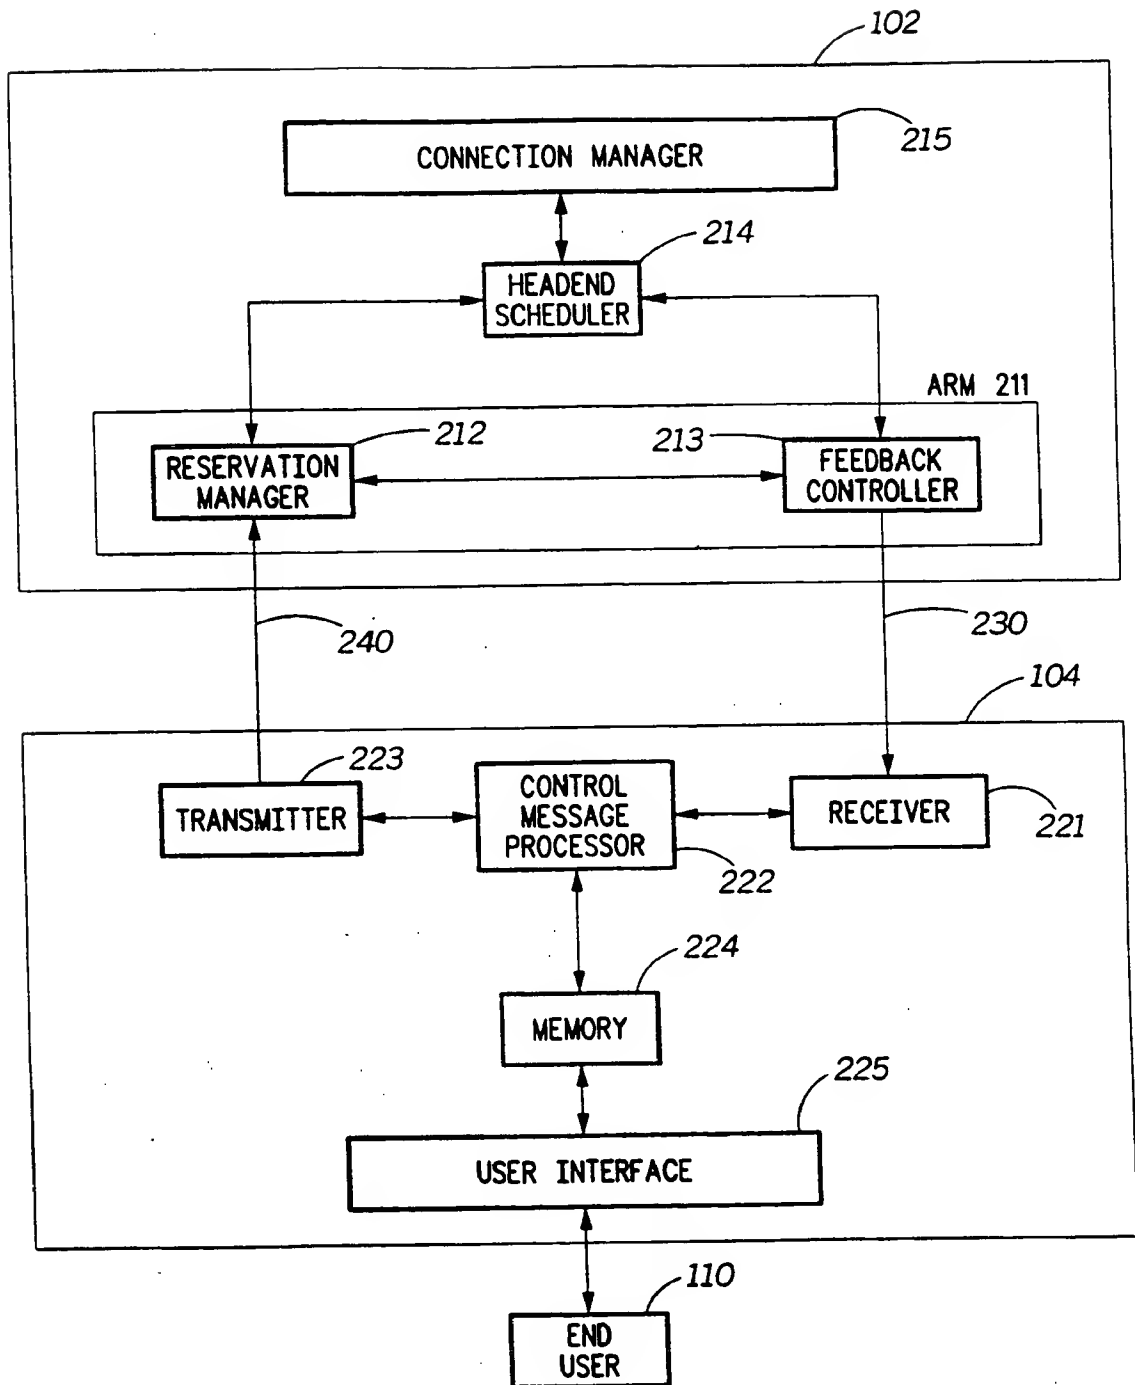 102
CONNECTION MANAGER
215
214
HEADEND
SCHEDULER
ARM 211
212
213
RESERVATION
MANAGER
FEEDBACK
CONTROLLER
240
230
104
223
TRANSMITTER
CONTROL
MESSAGE
PROCESSOR
222
RECEIVER
221
224
MEMORY
225
USER INTERFACE
110
END
USER